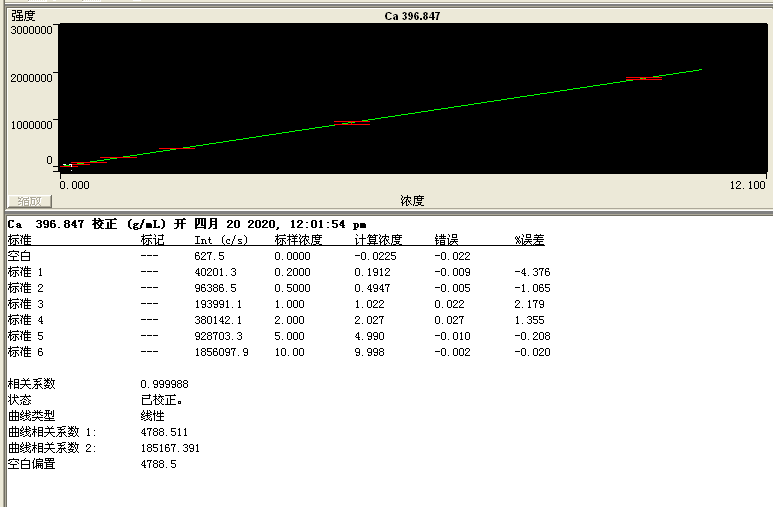 强度
Ca 396.847
3000000
2000000
1000000
0
0.000
12.100
缩放
浓度
Ca 396.847 校正 (g/mL) 开 四月 20 2020, 12:01:54 pm
标准 标记 Int (c/s) 标样浓度 计算浓度 错误 %误差
空白 --- 627.5 0.0000 -0.0225 -0.022
标准 1 --- 40201.3 0.2000 0.1912 -0.009 -4.376
标准 2 --- 96386.5 0.5000 0.4947 -0.005 -1.065
标准 3 --- 193991.1 1.000 1.022 0.022 2.179
标准 4 --- 380142.1 2.000 2.027 0.027 1.355
标准 5 --- 928703.3 5.000 4.990 -0.010 -0.208
标准 6 --- 1856097.9 10.00 9.998 -0.002 -0.020
相关系数 0.999988
状态 已校正。
曲线类型 线性
曲线相关系数 1: 4788.511
曲线相关系数 2: 185167.391
空白偏置 4788.5